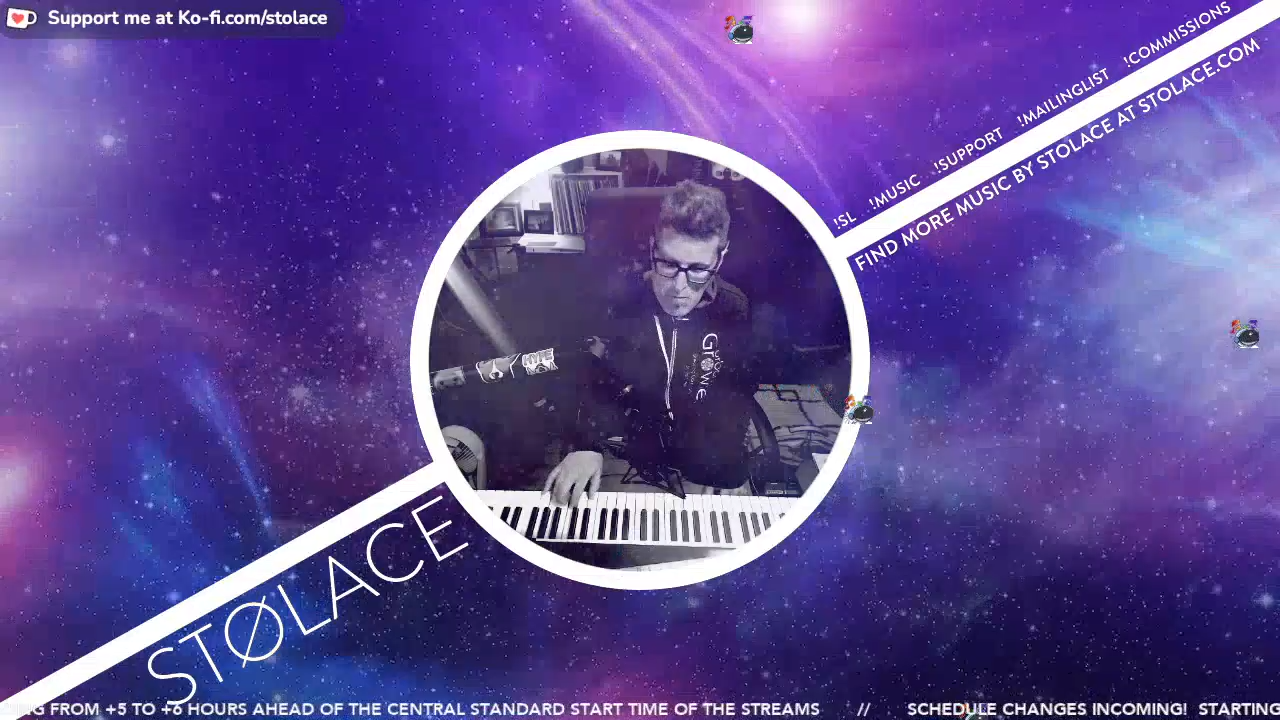 Support me at Ko-fi.com/stolace
!SL !MUSIC !SUPPORT !MAILINGLIST !COMMISSIONS
FIND MORE MUSIC BY STOLACE AT STOLACE.COM
HYPE
STØLACE
FROM +5 TO +6 HOURS AHEAD OF THE CENTRAL STANDARD START TIME OF THE STREAMS // SCHEDULE CHANGES INCOMING! STARTING